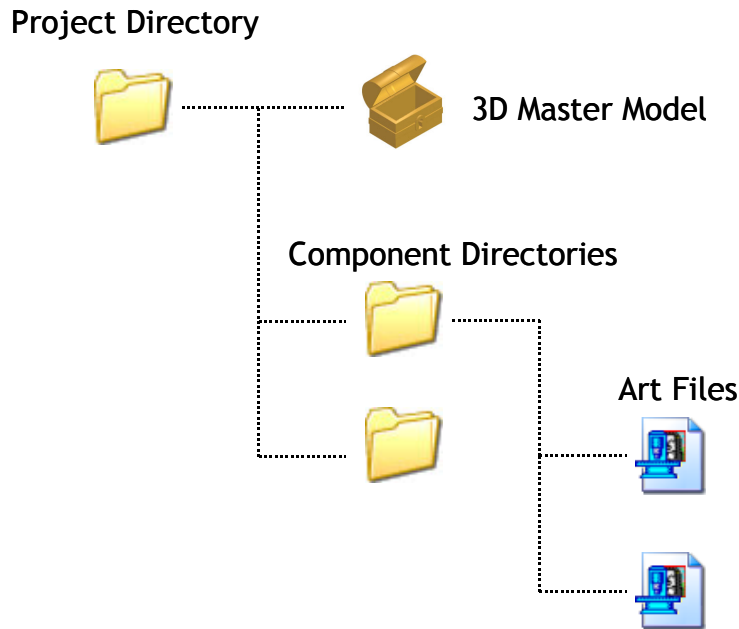 Project Directory
3D Master Model
Component Directories
Art Files